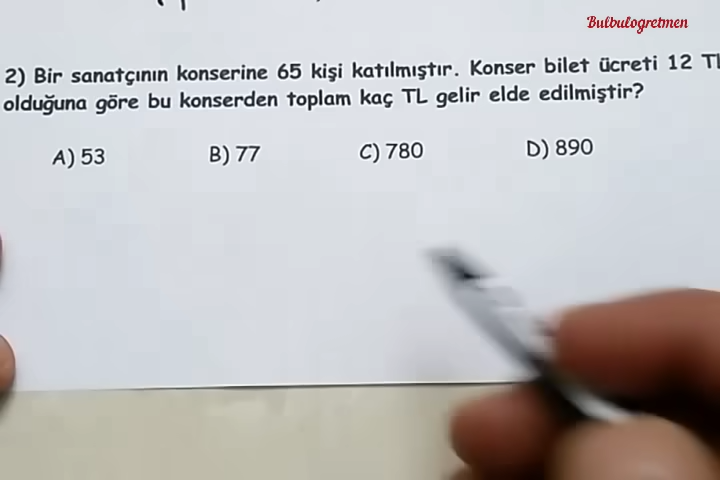 Bulbulogretmen
2) Bir sanatçının konserine 65 kişi katılmıştır. Konser bilet ücreti 12 TL
olduğuna göre bu konserden toplam kaç TL gelir elde edilmiştir?
A) 53 B) 77 C) 780 D) 890